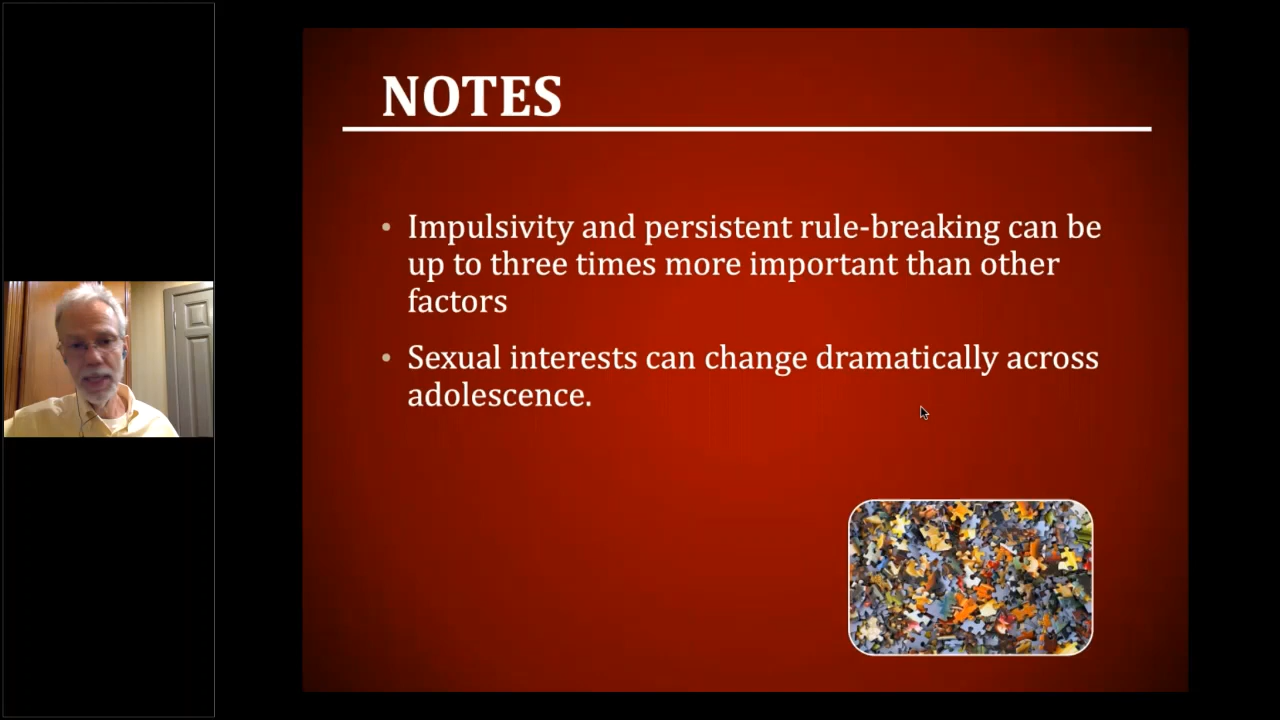 NOTES
• Impulsivity and persistent rule-breaking can be
up to three times more important than other
factors
• Sexual interests can change dramatically across
adolescence.